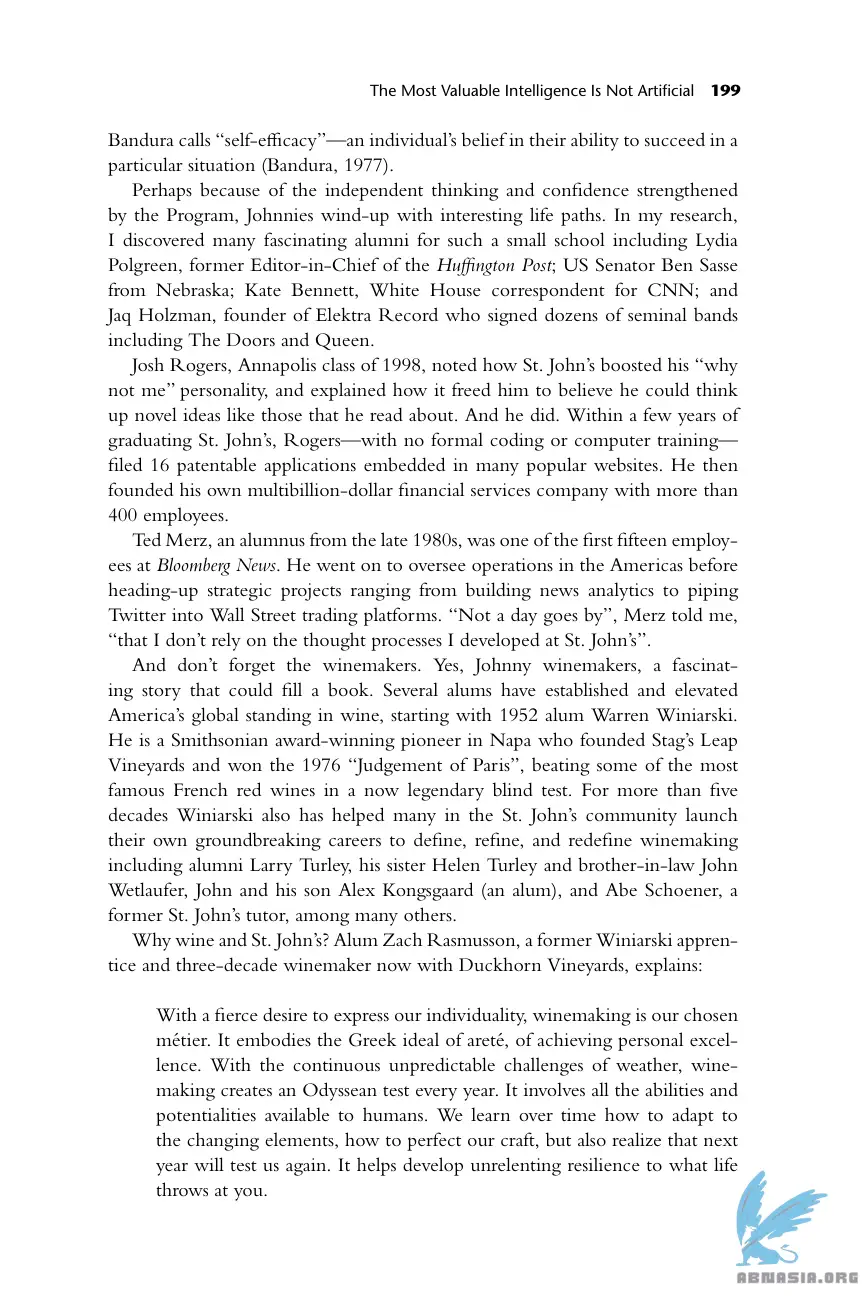 The Most Valuable Intelligence Is Not Artificial 199
Bandura calls “self-efficacy”—an individual’s belief in their ability to succeed in a
particular situation (Bandura, 1977).
Perhaps because of the independent thinking and confidence strengthened
by the Program, Johnnies wind-up with interesting life paths. In my research,
I discovered many fascinating alumni for such a small school including Lydia
Polgreen, former Editor-in-Chief of the Huffington Post; US Senator Ben Sasse
from Nebraska; Kate Bennett, White House correspondent for CNN; and
Jaq Holzman, founder of Elektra Record who signed dozens of seminal bands
including The Doors and Queen.
Josh Rogers, Annapolis class of 1998, noted how St. John’s boosted his “why
not me” personality, and explained how it freed him to believe he could think
up novel ideas like those that he read about. And he did. Within a few years of
graduating St. John’s, Rogers—with no formal coding or computer training—
filed 16 patentable applications embedded in many popular websites. He then
founded his own multibillion-dollar financial services company with more than
400 employees.
Ted Merz, an alumnus from the late 1980s, was one of the first fifteen employ-
ees at Bloomberg News. He went on to oversee operations in the Americas before
heading-up strategic projects ranging from building news analytics to piping
Twitter into Wall Street trading platforms. “Not a day goes by”, Merz told me,
“that I don’t rely on the thought processes I developed at St. John’s”.
And don’t forget the winemakers. Yes, Johnny winemakers, a fascinat-
ing story that could fill a book. Several alums have established and elevated
America’s global standing in wine, starting with 1952 alum Warren Winiarski.
He is a Smithsonian award-winning pioneer in Napa who founded Stag’s Leap
Vineyards and won the 1976 “Judgement of Paris”, beating some of the most
famous French red wines in a now legendary blind test. For more than five
decades Winiarski also has helped many in the St. John’s community launch
their own groundbreaking careers to define, refine, and redefine winemaking
including alumni Larry Turley, his sister Helen Turley and brother-in-law John
Wetlaufer, John and his son Alex Kongsgaard (an alum), and Abe Schoener, a
former St. John’s tutor, among many others.
Why wine and St. John’s? Alum Zach Rasmusson, a former Winiarski appren-
tice and three-decade winemaker now with Duckhorn Vineyards, explains:
With a fierce desire to express our individuality, winemaking is our chosen
métier. It embodies the Greek ideal of areté, of achieving personal excel-
lence. With the continuous unpredictable challenges of weather, wine-
making creates an Odyssean test every year. It involves all the abilities and
potentialities available to humans. We learn over time how to adapt to
the changing elements, how to perfect our craft, but also realize that next
year will test us again. It helps develop unrelenting resilience to what life
throws at you.
ABNASIA.ORG